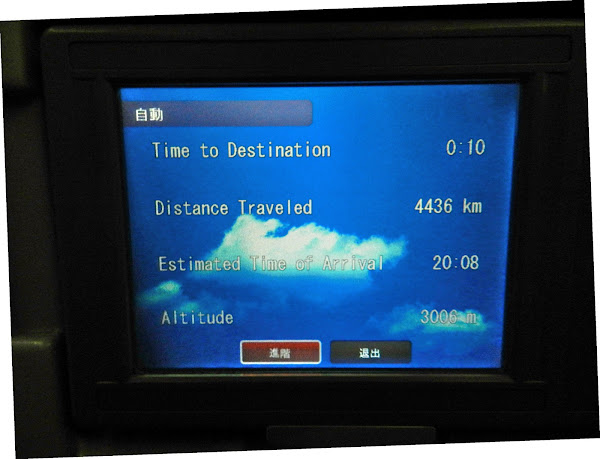 自動
Time to Destination 0:10
Distance Traveled 4436 km
Estimated Time of Arrival 20:08
Altitude 3006 m
進階 退出